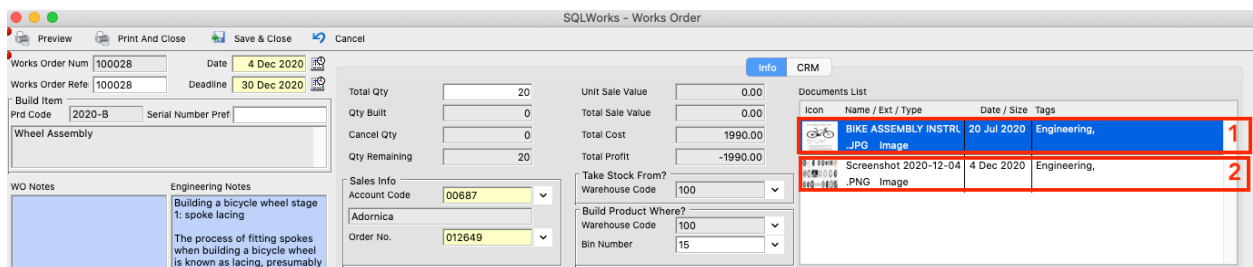 SQLWorks - Works Order
Preview Print And Close Save & Close Cancel
Works Order Num 100028 Date 4 Dec 2020
Works Order Refe 100028 Deadline 30 Dec 2020
Build Item
Prd Code 2020-B Serial Number Pref
Wheel Assembly
WO Notes Engineering Notes
Building a bicycle wheel stage
1: spoke lacing
The process of fitting spokes
when building a bicycle wheel
is known as lacing, presumably
Info CRM
Total Qty 20
Qty Built 0
Cancel Qty 0
Qty Remaining 20
Sales Info
Account Code 00687
Adornica
Order No. 012649
Unit Sale Value 0.00
Total Sale Value 0.00
Total Cost 1990.00
Total Profit -1990.00
Take Stock From?
Warehouse Code 100
Build Product Where?
Warehouse Code 100
Bin Number 15
Documents List
Icon Name / Ext / Type Date / Size Tags
BIKE ASSEMBLY INSTRU 20 Jul 2020 Engineering, 1
.JPG Image
Screenshot 2020-12-04 4 Dec 2020 Engineering, 2
.PNG Image